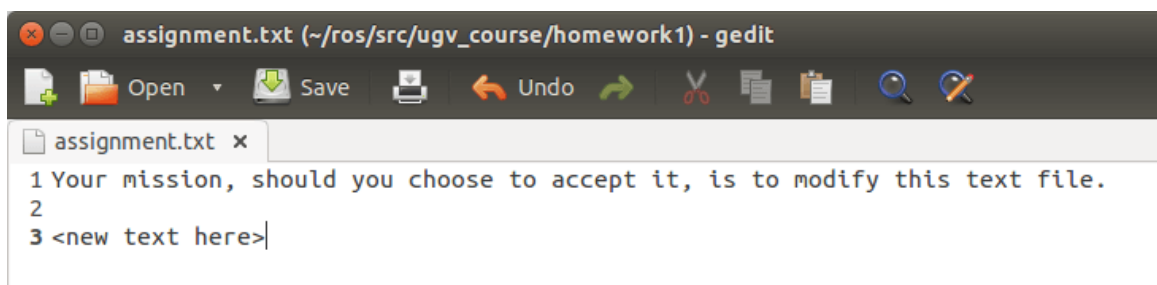 assignment.txt (~/ros/src/ugv_course/homework1) - gedit
Open Save Undo
assignment.txt ×
1 Your mission, should you choose to accept it, is to modify this text file.
2
3 <new text here>